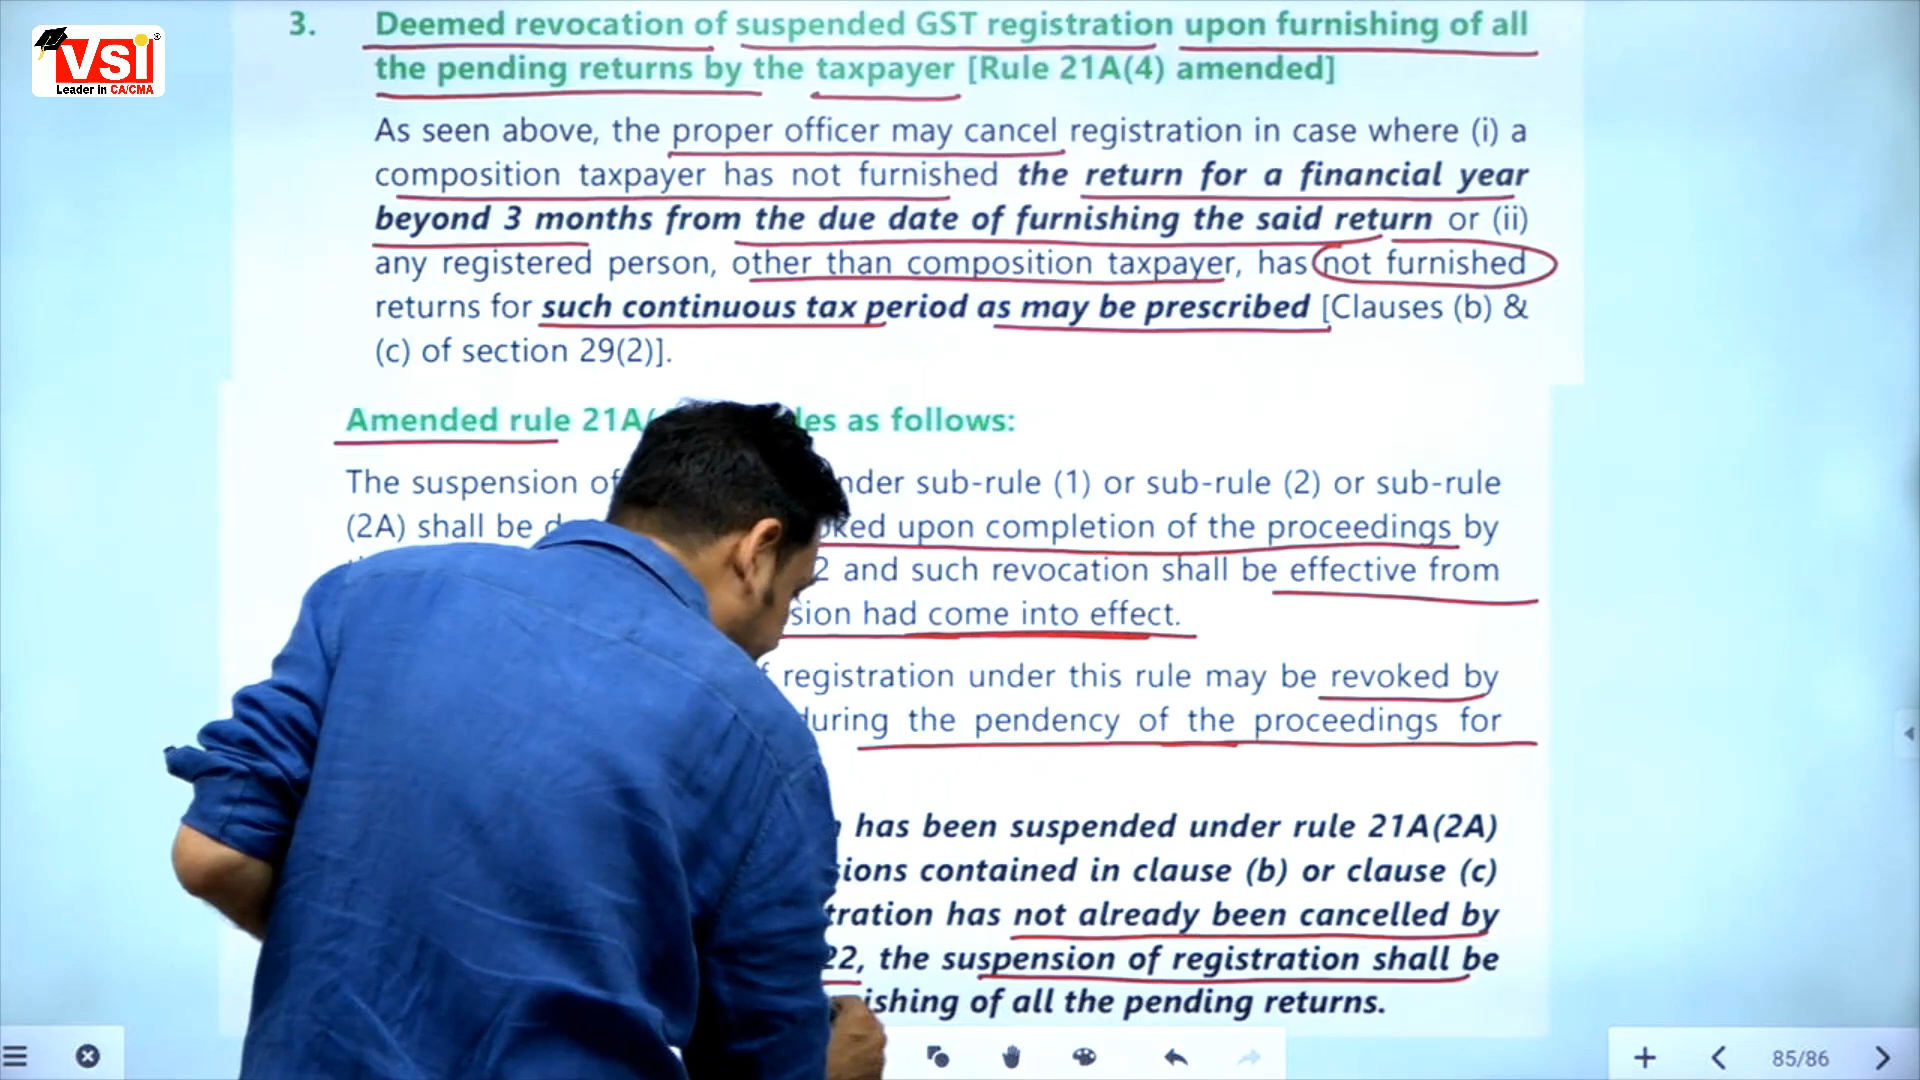 VSI
Leader in CA/CMA
3. Deemed revocation of suspended GST registration upon furnishing of all
the pending returns by the taxpayer [Rule 21A(4) amended]
As seen above, the proper officer may cancel registration in case where (i) a
composition taxpayer has not furnished the return for a financial year
beyond 3 months from the due date of furnishing the said return or (ii)
any registered person, other than composition taxpayer, has not furnished
returns for such continuous tax period as may be prescribed [Clauses (b) &
(c) of section 29(2)].
Amended rule 21A as follows:
The suspension of under sub-rule (1) or sub-rule (2) or sub-rule
(2A) shall be upon completion of the proceedings by
and such revocation shall be effective from
had come into effect.
registration under this rule may be revoked by
during the pendency of the proceedings for
has been suspended under rule 21A(2A)
contained in clause (b) or clause (c)
has not already been cancelled by
22, the suspension of registration shall be
of all the pending returns.
85/86